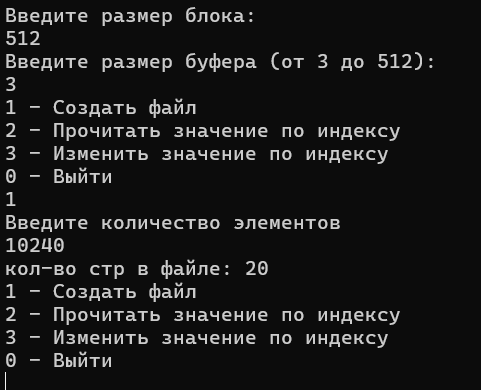 Введите размер блока:
512
Введите размер буфера (от 3 до 512):
3
1 - Создать файл
2 - Прочитать значение по индексу
3 - Изменить значение по индексу
0 - Выйти
1
Введите количество элементов
10240
кол-во стр в файле: 20
1 - Создать файл
2 - Прочитать значение по индексу
3 - Изменить значение по индексу
0 - Выйти